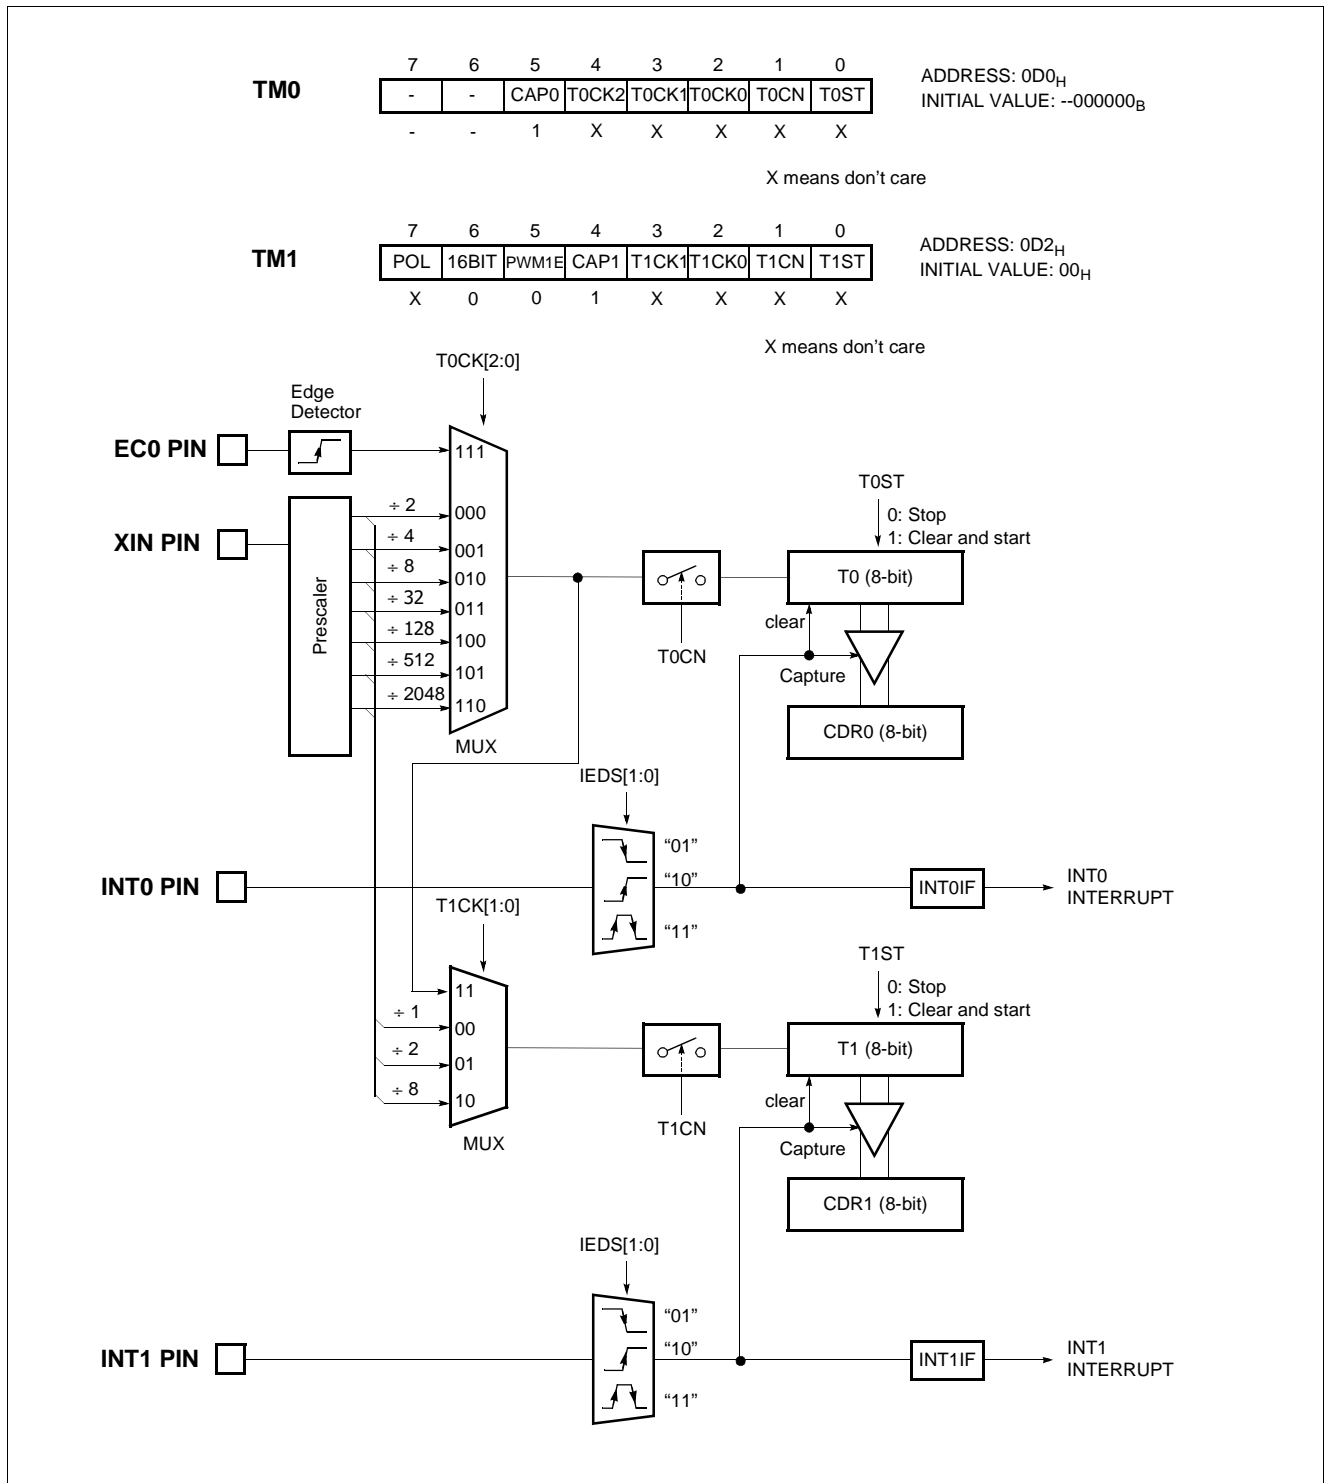 7 6 5 4 3 2 1 0
TM0
- - CAP0 T0CK2 T0CK1 T0CK0 T0CN T0ST
ADDRESS: 0D0H
INITIAL VALUE: --000000B
- - 1 X X X X X
X means don't care
7 6 5 4 3 2 1 0
TM1
POL 16BIT PWM1E CAP1 T1CK1 T1CK0 T1CN T1ST
ADDRESS: 0D2H
INITIAL VALUE: 00H
X 0 0 1 X X X X
X means don't care
T0CK[2:0]
Edge
Detector
EC0 PIN
111
XIN PIN
Prescaler
÷ 2
000
÷ 4
001
÷ 8
010
÷ 32
011
÷ 128
100
÷ 512
101
÷ 2048
110
MUX
T0CN
T0ST
0: Stop
1: Clear and start
T0 (8-bit)
clear
Capture
CDR0 (8-bit)
IEDS[1:0]
“01”
“10”
“11”
INT0 PIN
INT0IF
INT0
INTERRUPT
T1CK[1:0]
11
÷ 1
00
÷ 2
01
÷ 8
10
MUX
T1CN
T1ST
0: Stop
1: Clear and start
T1 (8-bit)
clear
Capture
CDR1 (8-bit)
IEDS[1:0]
“01”
“10”
“11”
INT1 PIN
INT1IF
INT1
INTERRUPT